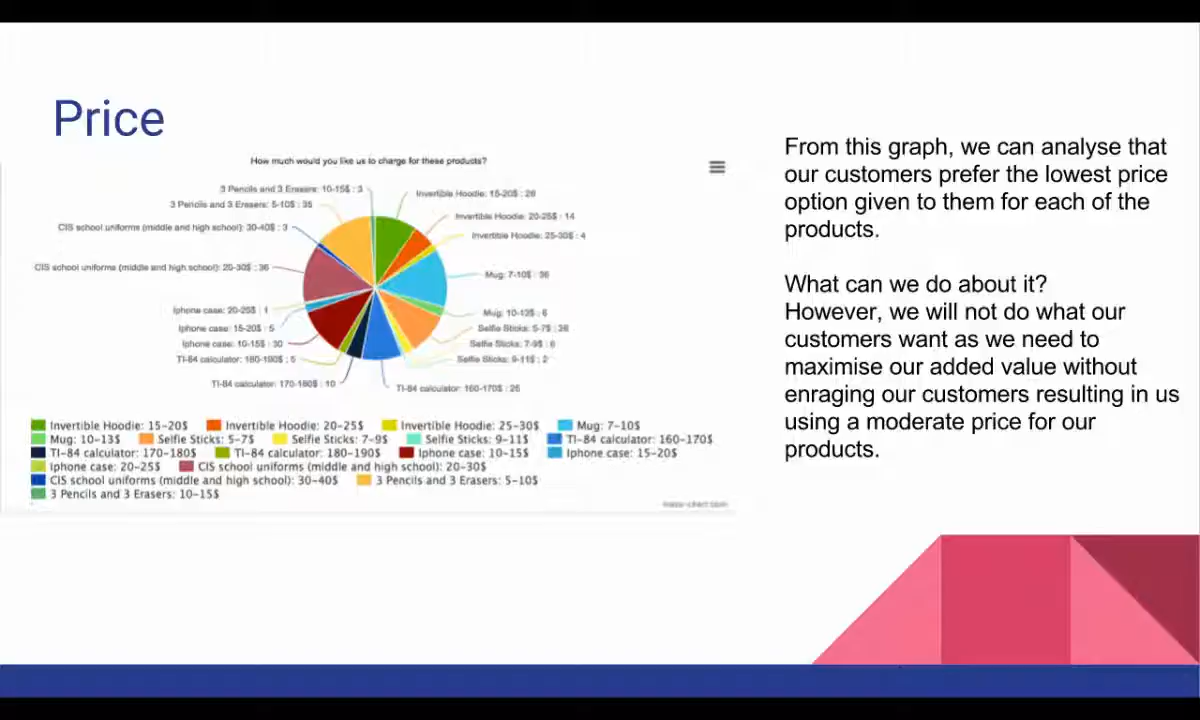 Price
How much would you like us to charge for these products?
3 Pencils and 3 Erasers: 10-15$ : 3
Invertible Hoodie: 15-20$ :
3 Pencils and 3 Erasers: 5-10$ : 35
Invertible Hoodie: 20-25$ : 14
CIS school uniforms (middle and high school): 30-40$ : 3
Invertible Hoodie: 25-30$ : 4
CIS school uniforms (middle and high school): 20-30$ : 36
Mug: 7-10$ : 36
Iphone case: 20-25$ : 1
Mug: 10-13$ : 6
Iphone case: 15-20$ : 5
Selfie Sticks: 5-7$ :
Iphone case: 10-15$ : 30
Selfie Sticks: 7-9$ :
TI-84 calculator: 180-190$ : 5
Selfie Sticks: 9-11$ : 2
TI-84 calculator: 170-180$ : 10
TI-84 calculator: 160-170$ :
Invertible Hoodie: 15-20$ Invertible Hoodie: 20-25$ Invertible Hoodie: 25-30$ Mug: 7-10$
Mug: 10-13$ Selfie Sticks: 5-7$ Selfie Sticks: 7-9$ Selfie Sticks: 9-11$ TI-84 calculator: 160-170$
TI-84 calculator: 170-180$ TI-84 calculator: 180-190$ Iphone case: 10-15$ Iphone case: 15-20$
Iphone case: 20-25$ CIS school uniforms (middle and high school): 20-30$
CIS school uniforms (middle and high school): 30-40$ 3 Pencils and 3 Erasers: 5-10$
3 Pencils and 3 Erasers: 10-15$
From this graph, we can analyse that
our customers prefer the lowest price
option given to them for each of the
products.
What can we do about it?
However, we will not do what our
customers want as we need to
maximise our added value without
enraging our customers resulting in us
using a moderate price for our
products.